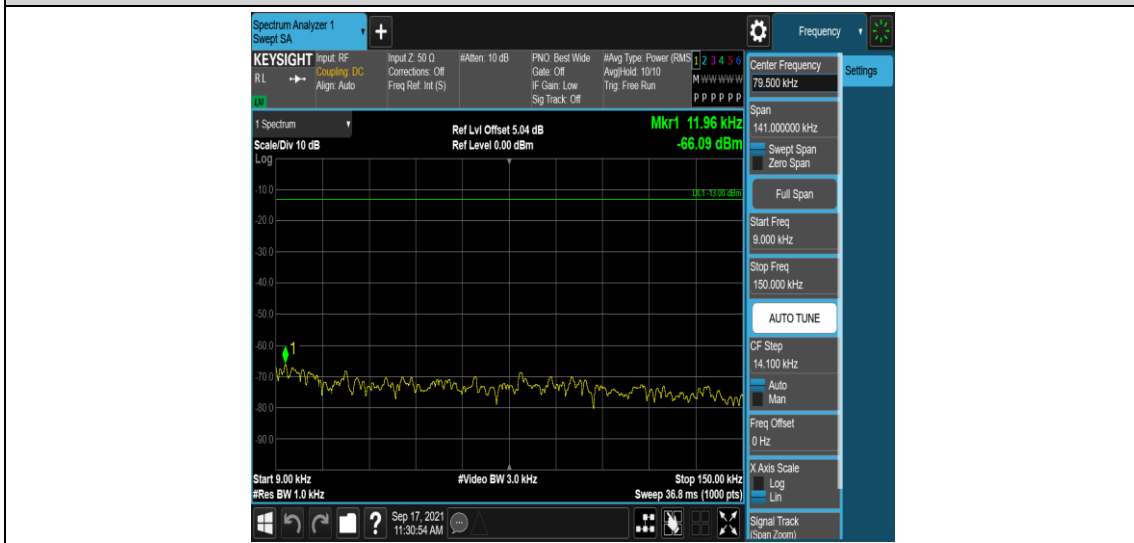 Spectrum Analyzer 1
Swept SA
+
Frequency
KEYSIGHT
RL
LXI
Input: RF
Coupling: DC
Align: Auto
Input Z: 50 Ω
Corrections: Off
Freq Ref: Int (S)
#Atten: 10 dB
PNO: Best Wide
Gate: Off
IF Gain: Low
Sig Track: Off
#Avg Type: Power (RMS
Avg|Hold: 10/10
Trig: Free Run
1 2 3 4 5 6
M W W W W W
P P P P P P
Center Frequency
79.500 kHz
Settings
Span
141.000000 kHz
Swept Span
Zero Span
Full Span
Start Freq
9.000 kHz
Stop Freq
150.000 kHz
AUTO TUNE
CF Step
14.100 kHz
Auto
Man
Freq Offset
0 Hz
X Axis Scale
Log
Lin
Signal Track
(Span Zoom)
1 Spectrum
Scale/Div 10 dB
Ref Lvl Offset 5.04 dB
Ref Level 0.00 dBm
Mkr1 11.96 kHz
-66.09 dBm
Log
DL1 -13.00 dBm
-10.0
-20.0
-30.0
-40.0
-50.0
-60.0
1
-70.0
-80.0
-90.0
Start 9.00 kHz
#Video BW 3.0 kHz
Stop 150.00 kHz
#Res BW 1.0 kHz
Sweep 36.8 ms (1000 pts)
?
Sep 17, 2021
11:30:54 AM